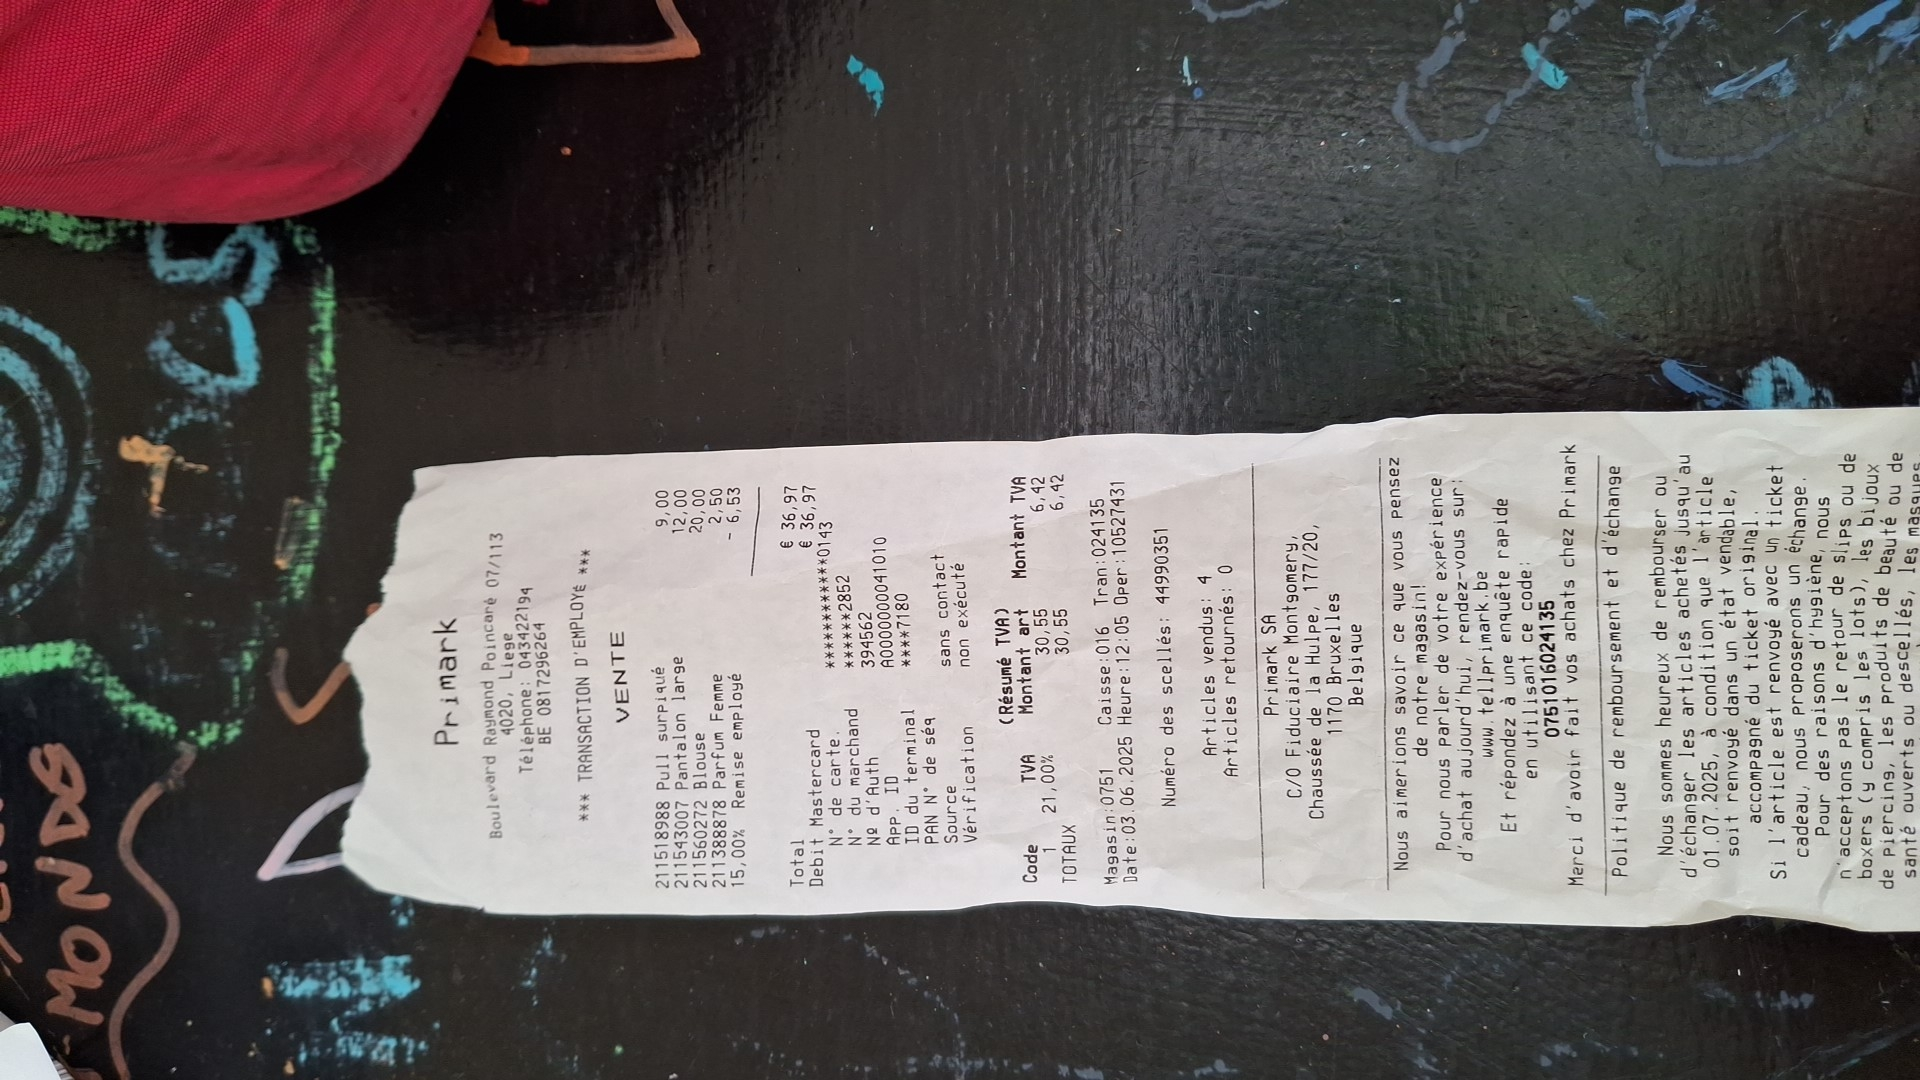 MONDO
Primark
Boulevard Raymond Poincaré 07/113
4020, Liege
Téléphone: 043422194
BE 0817296264
*** TRANSACTION D'EMPLOYÉ ***
VENTE
211518988 Pull surpiqué 9,00
211543007 Pantalon large 12,00
211560272 Blouse 20,00
211388878 Parfum Femme 2,50
15,00% Remise employé - 6,53
Total € 36,97
Debit Mastercard € 36,97
N° de carte. ************0143
N° du marchand ******2852
Nº d'Auth 394562
App. ID A0000000041010
ID du terminal ****7180
PAN N° de séq
Source sans contact
Vérification non exécuté
(Résumé TVA)
Code TVA Montant art Montant TVA
1 21,00% 30,55 6,42
TOTAUX 30,55 6,42
Magasin:0751 Caisse:016 Tran:024135
Date:03.06.2025 Heure:12:05 Oper:10527431
Numéro des scellés: 44990351
Articles vendus: 4
Articles retournés: 0
Primark SA
C/O Fiduciaire Montgomery,
Chaussée de la Hulpe, 177/20,
1170 Bruxelles
Belgique
Nous aimerions savoir ce que vous pensez
de notre magasin!
Pour nous parler de votre expérience
d'achat aujourd'hui, rendez-vous sur:
www.tellprimark.be
Et répondez à une enquête rapide
en utilisant ce code:
075101602​4135
Merci d'avoir fait vos achats chez Primark
Politique de remboursement et d'échange
Nous sommes heureux de rembourser ou
d'échanger les articles achetés jusqu'au
01.07.2025, à condition que l'article
soit renvoyé dans un état vendable,
accompagné du ticket original.
Si l'article est renvoyé avec un ticket
cadeau, nous proposerons un échange.
Pour des raisons d'hygiène, nous
n'acceptons pas le retour de slips ou de
boxers (y compris les lots), les bijoux
de piercing, les produits de beauté ou de
santé ouverts ou descellés, les masques